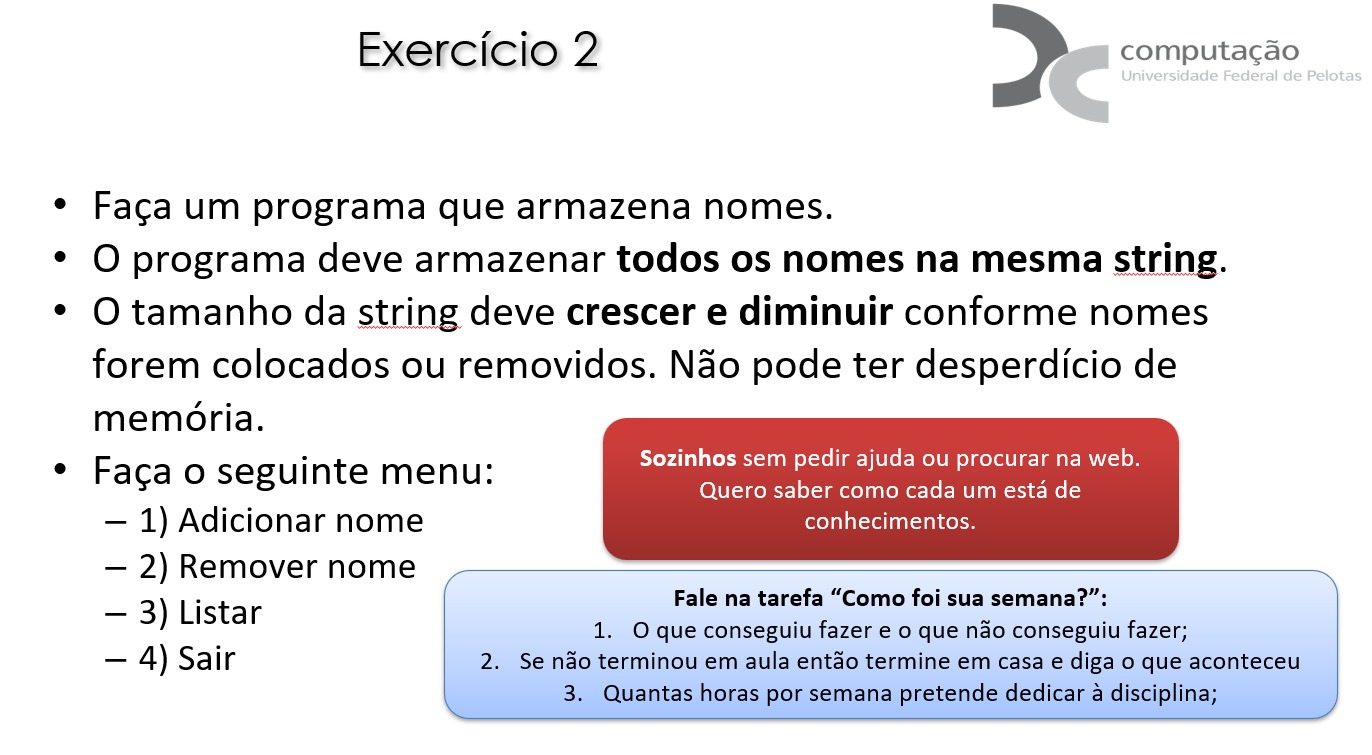 Exercício 2
computação
Universidade Federal de Pelotas
• Faça um programa que armazena nomes.
• O programa deve armazenar todos os nomes na mesma string.
• O tamanho da string deve crescer e diminuir conforme nomes
forem colocados ou removidos. Não pode ter desperdício de
memória.
• Faça o seguinte menu:
– 1) Adicionar nome
– 2) Remover nome
– 3) Listar
– 4) Sair
Sozinhos sem pedir ajuda ou procurar na web.
Quero saber como cada um está de
conhecimentos.
Fale na tarefa “Como foi sua semana?”:
1. O que conseguiu fazer e o que não conseguiu fazer;
2. Se não terminou em aula então termine em casa e diga o que aconteceu
3. Quantas horas por semana pretende dedicar à disciplina;